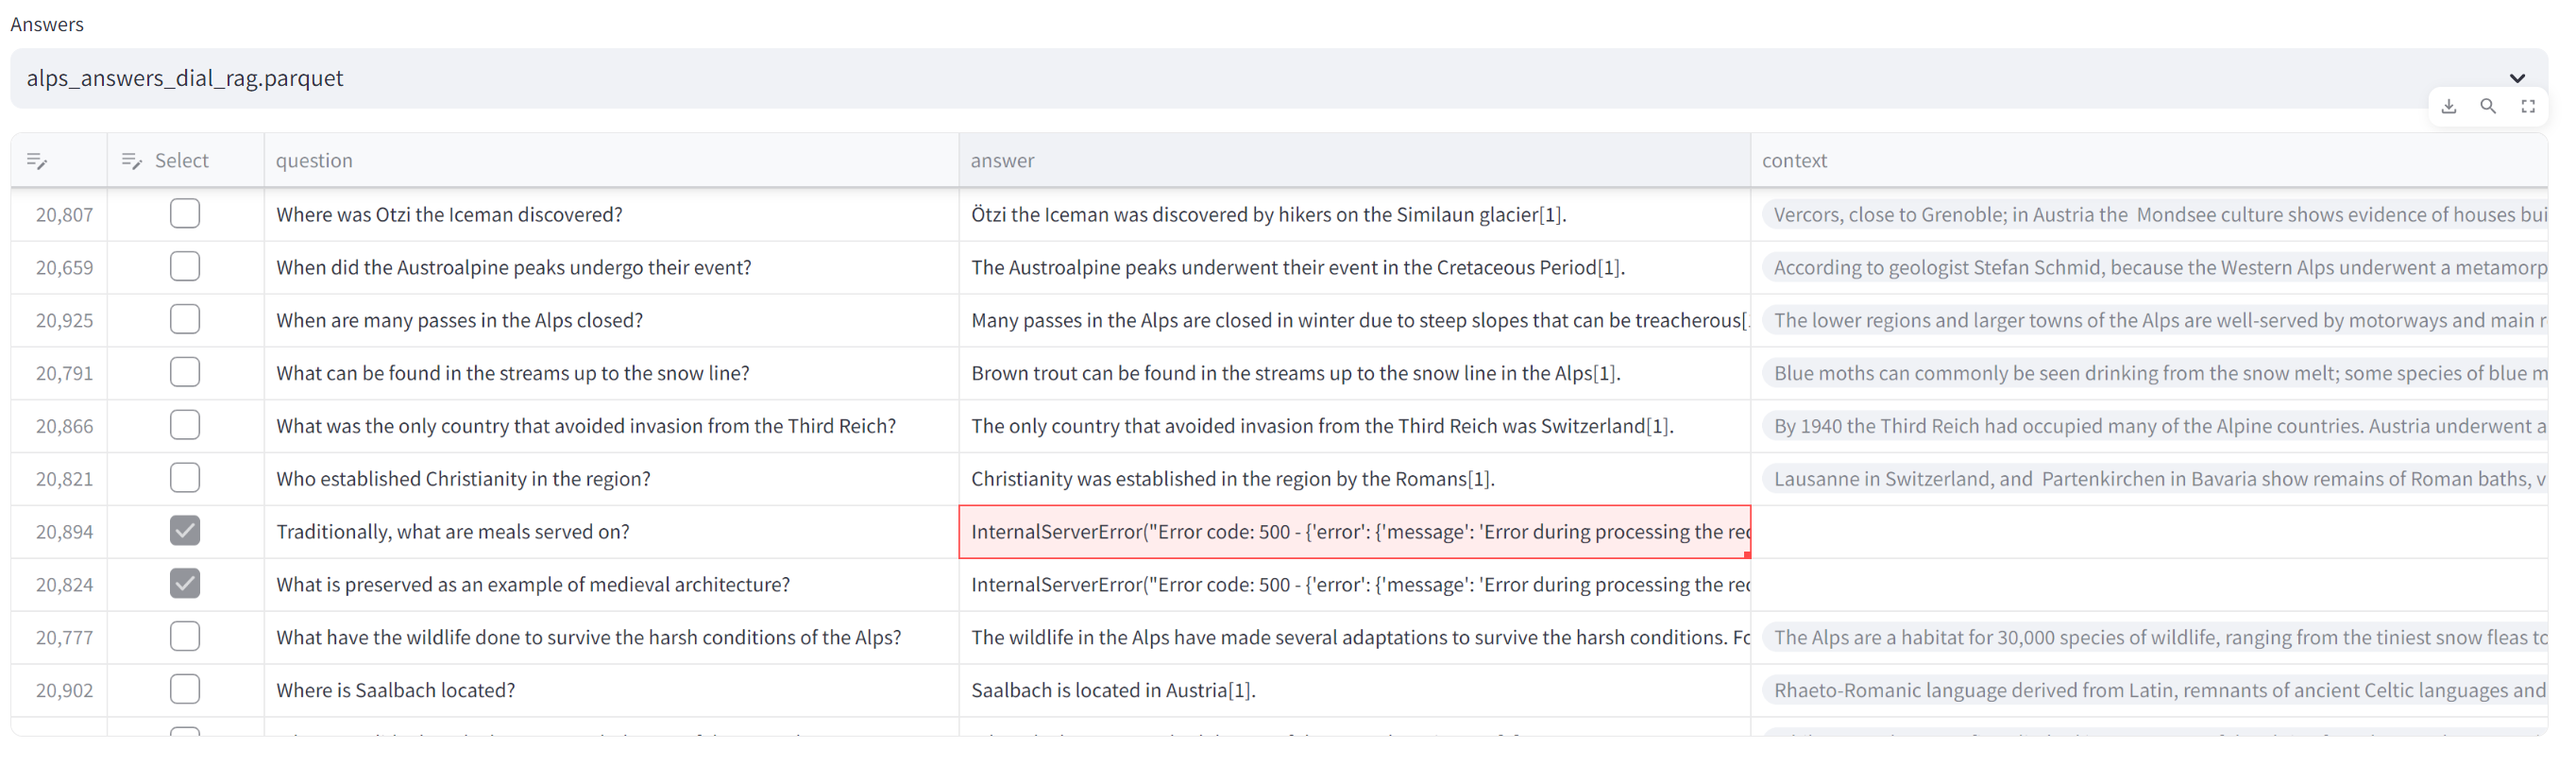 Answers
alps_answers_dial_rag.parquet
Select question answer context
20,807 Where was Otzi the Iceman discovered? Ötzi the Iceman was discovered by hikers on the Similaun glacier[1]. Vercors, close to Grenoble; in Austria the Mondsee culture shows evidence of houses bui
20,659 When did the Austroalpine peaks undergo their event? The Austroalpine peaks underwent their event in the Cretaceous Period[1]. According to geologist Stefan Schmid, because the Western Alps underwent a metamorp
20,925 When are many passes in the Alps closed? Many passes in the Alps are closed in winter due to steep slopes that can be treacherous[ The lower regions and larger towns of the Alps are well-served by motorways and main r
20,791 What can be found in the streams up to the snow line? Brown trout can be found in the streams up to the snow line in the Alps[1]. Blue moths can commonly be seen drinking from the snow melt; some species of blue m
20,866 What was the only country that avoided invasion from the Third Reich? The only country that avoided invasion from the Third Reich was Switzerland[1]. By 1940 the Third Reich had occupied many of the Alpine countries. Austria underwent a
20,821 Who established Christianity in the region? Christianity was established in the region by the Romans[1]. Lausanne in Switzerland, and Partenkirchen in Bavaria show remains of Roman baths, v
20,894 Traditionally, what are meals served on? InternalServerError("Error code: 500 - {'error': {'message': 'Error during processing the rec
20,824 What is preserved as an example of medieval architecture? InternalServerError("Error code: 500 - {'error': {'message': 'Error during processing the rec
20,777 What have the wildlife done to survive the harsh conditions of the Alps? The wildlife in the Alps have made several adaptations to survive the harsh conditions. Fo The Alps are a habitat for 30,000 species of wildlife, ranging from the tiniest snow fleas to
20,902 Where is Saalbach located? Saalbach is located in Austria[1]. Rhaeto-Romanic language derived from Latin, remnants of ancient Celtic languages and